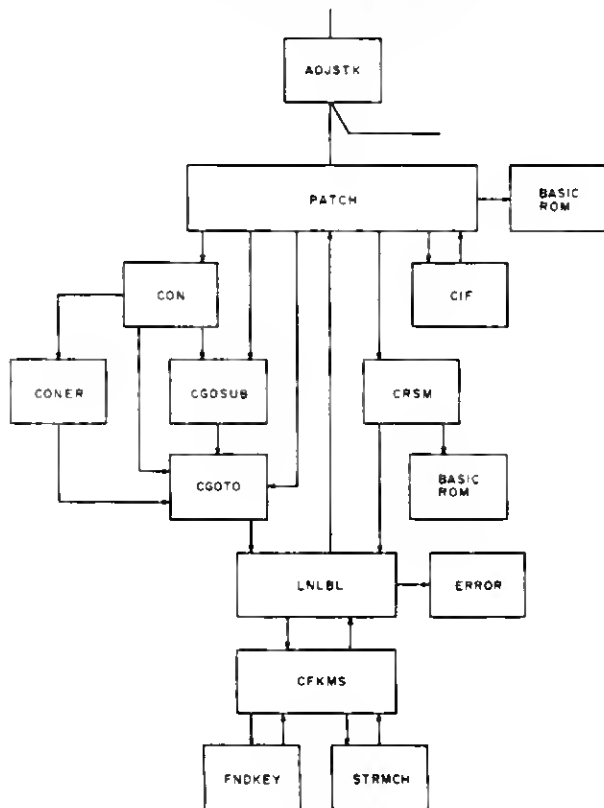 ADJSTK
PATCH
BASIC
ROM
CON
CIF
CONER
CGOSUB
CRSM
CGOTO
BASIC
ROM
LNLBL
ERROR
CFKMS
FNDKEY
STRMCH